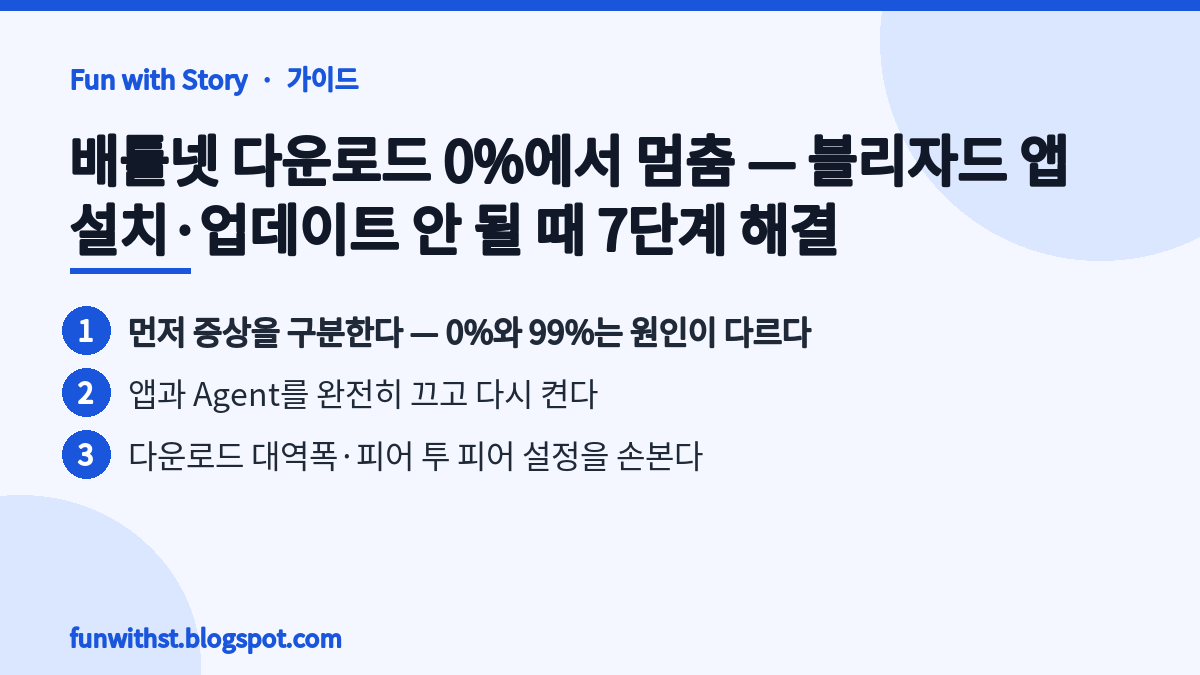 Fun with Story · 가이드
배틀넷 다운로드 0%에서 멈춤 — 블리자드 앱
설치·업데이트 안 될 때 7단계 해결
1 먼저 증상을 구분한다 — 0%와 99%는 원인이 다르다
2 앱과 Agent를 완전히 끄고 다시 켠다
3 다운로드 대역폭·피어 투 피어 설정을 손본다
funwithst.blogspot.com